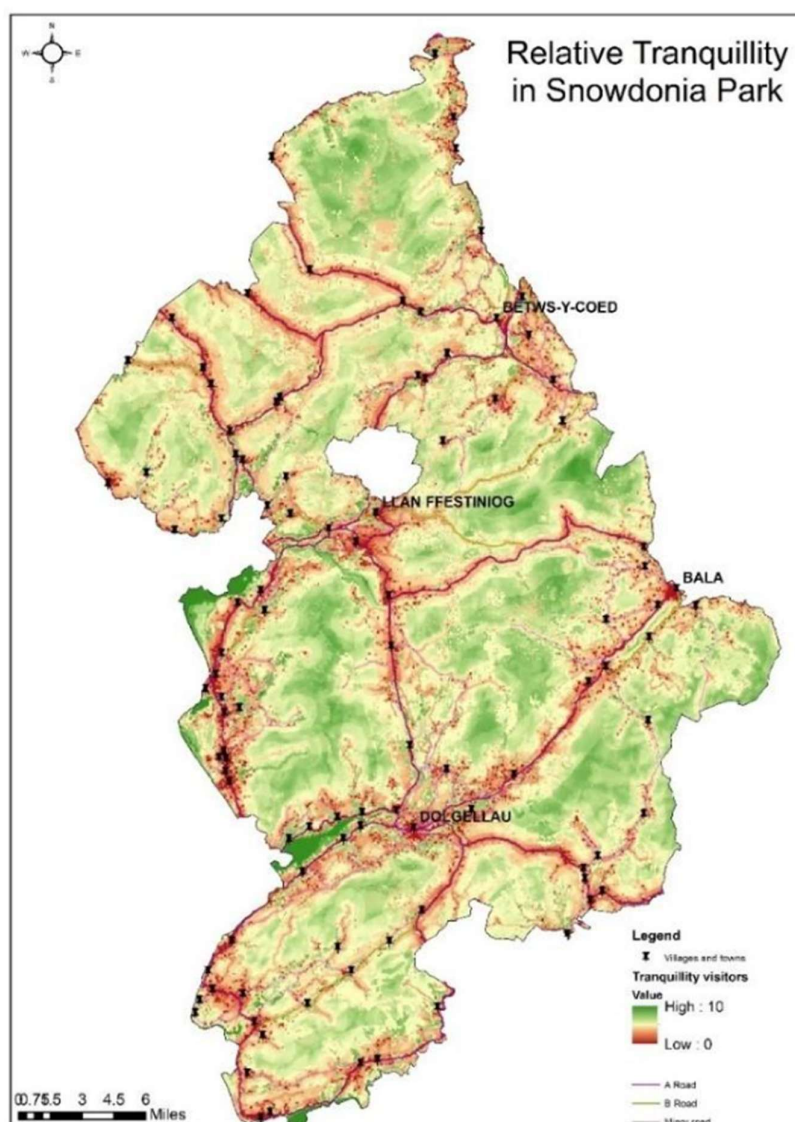 Relative Tranquillity
in Snowdonia Park
N
W E
S
BETWS-Y-COED
LLAN FFESTINIOG
BALA
DOLGELLAU
Legend
Villages and towns
Tranquillity visitors
Value
High : 10
Low : 0
A Road
B Road
0 0.75 1.5 3 4.5 6
Miles